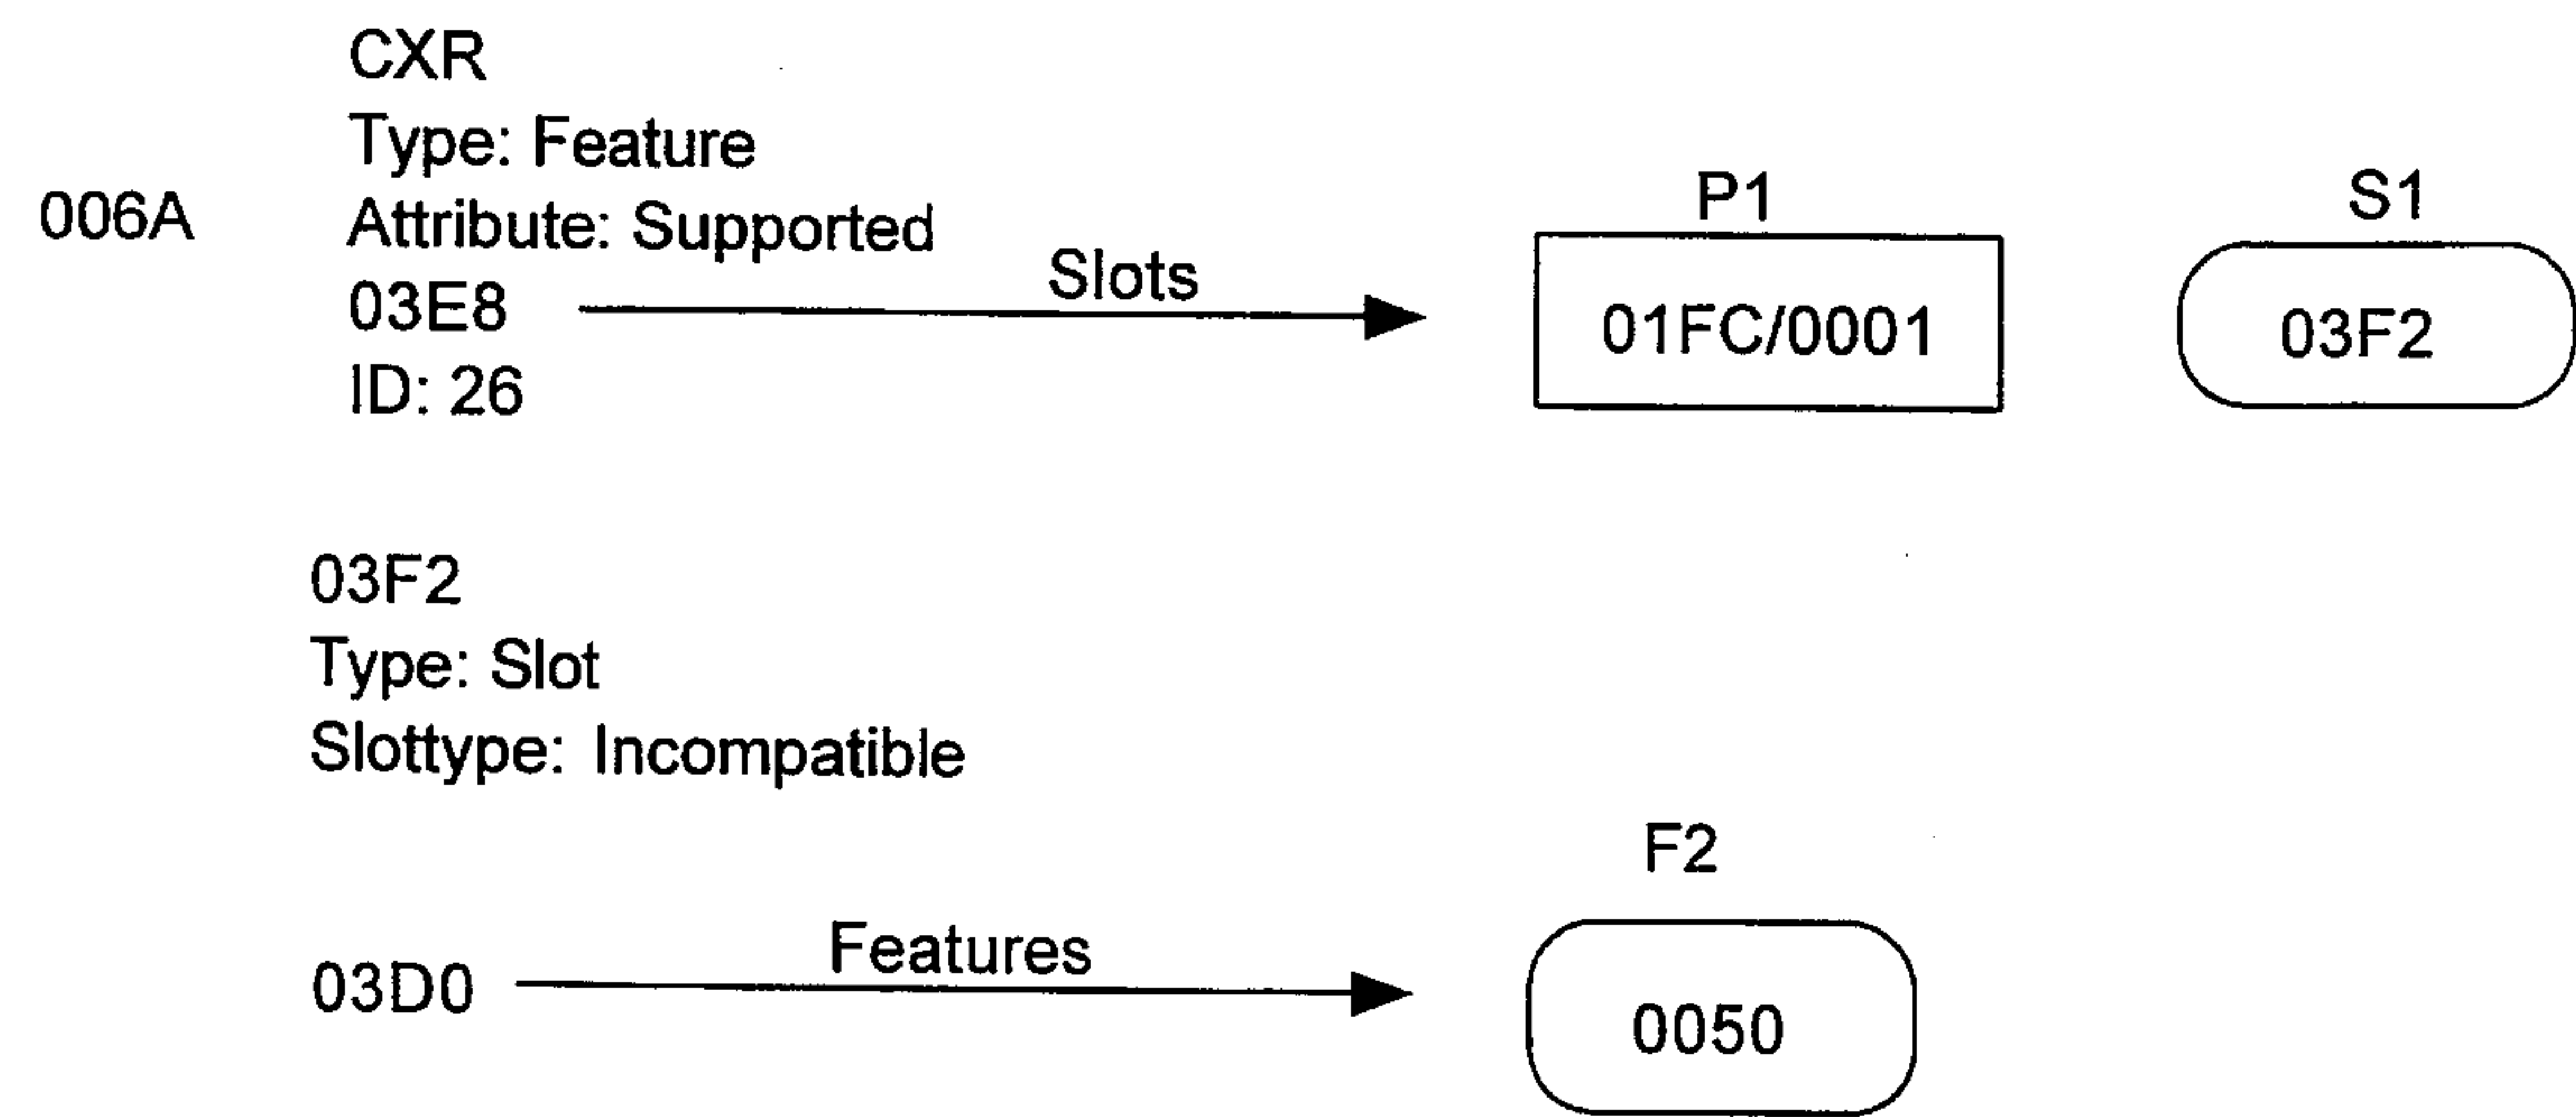 CXR
Type: Feature
006A
Attribute: Supported
P1
S1
03E8
Slots
01FC/0001
03F2
ID: 26
03F2
Type: Slot
Slottype: Incompatible
F2
03D0
Features
0050